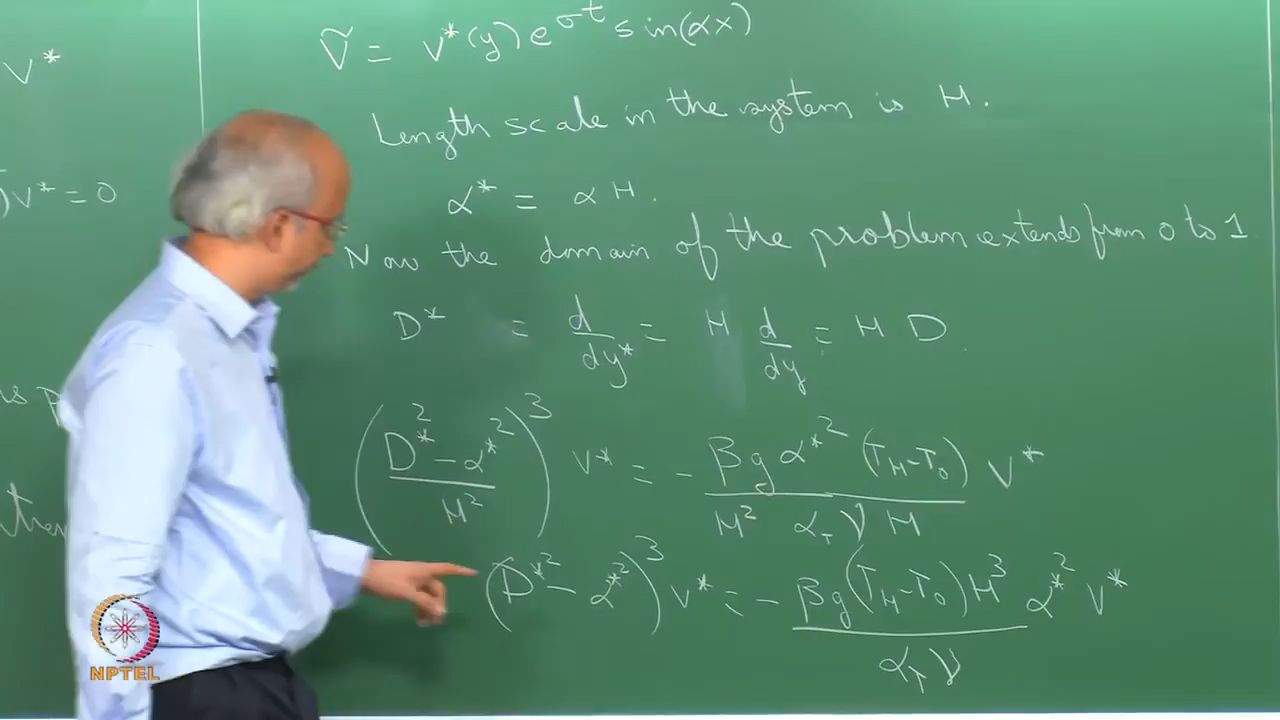 V*
)V* = 0
is
ṽ = v*(y) e^{σt} sin(αx)
Length scale in the system is H.
α* = αH.
Now the domain of the problem extends from 0 to 1
D* = d/dy* = H d/dy = H D
((D*² - α*²)/H²)³ v* = - (βg α*² (T_H - T_0))/(H² α_T ν H) V*
(D*² - α*²)³ v* = - (βg (T_H - T_0) H³)/(α_T ν) α*² V*
NPTEL